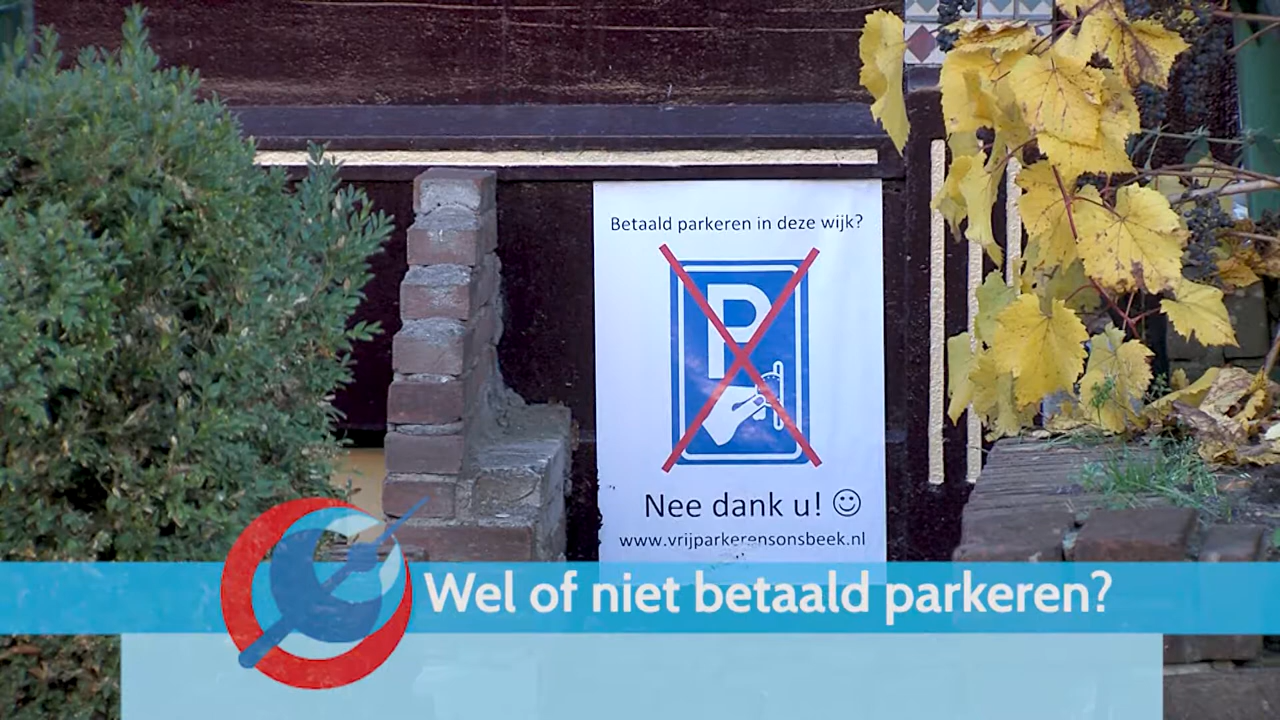 Betaald parkeren in deze wijk?
P
Nee dank u! ☺
www.vrijparkerensonsbeek.nl
Wel of niet betaald parkeren?